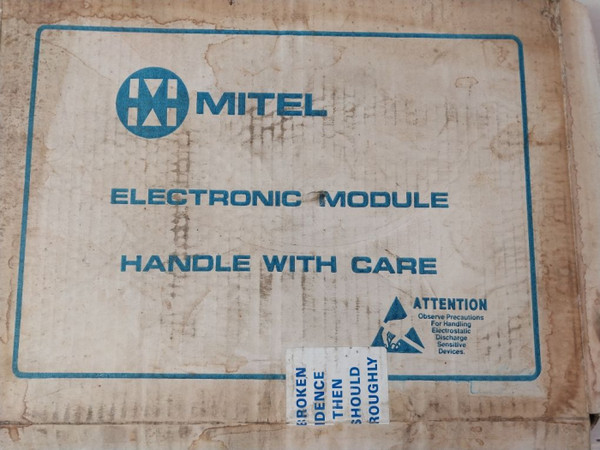 MITEL
ELECTRONIC MODULE
HANDLE WITH CARE
ATTENTION
Observe Precautions
For Handling
Electrostatic
Discharge
Sensitive
Devices.
BROKEN
IDENCE
THEN
SHOULD
ROUGHLY